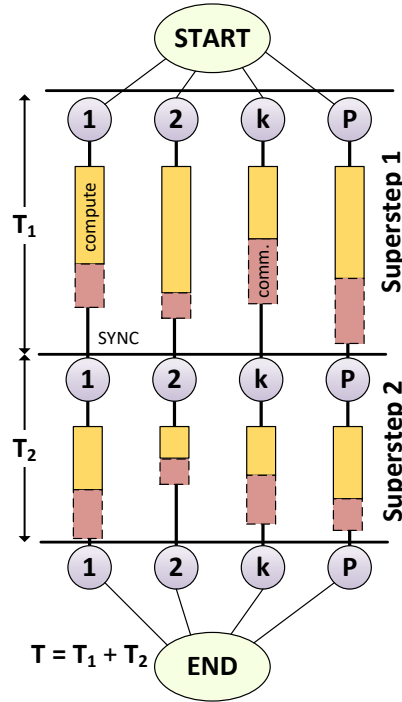 START
1 2 k P
T1
compute
comm.
Superstep 1
SYNC
1 2 k P
T2
Superstep 2
1 2 k P
T = T1 + T2
END